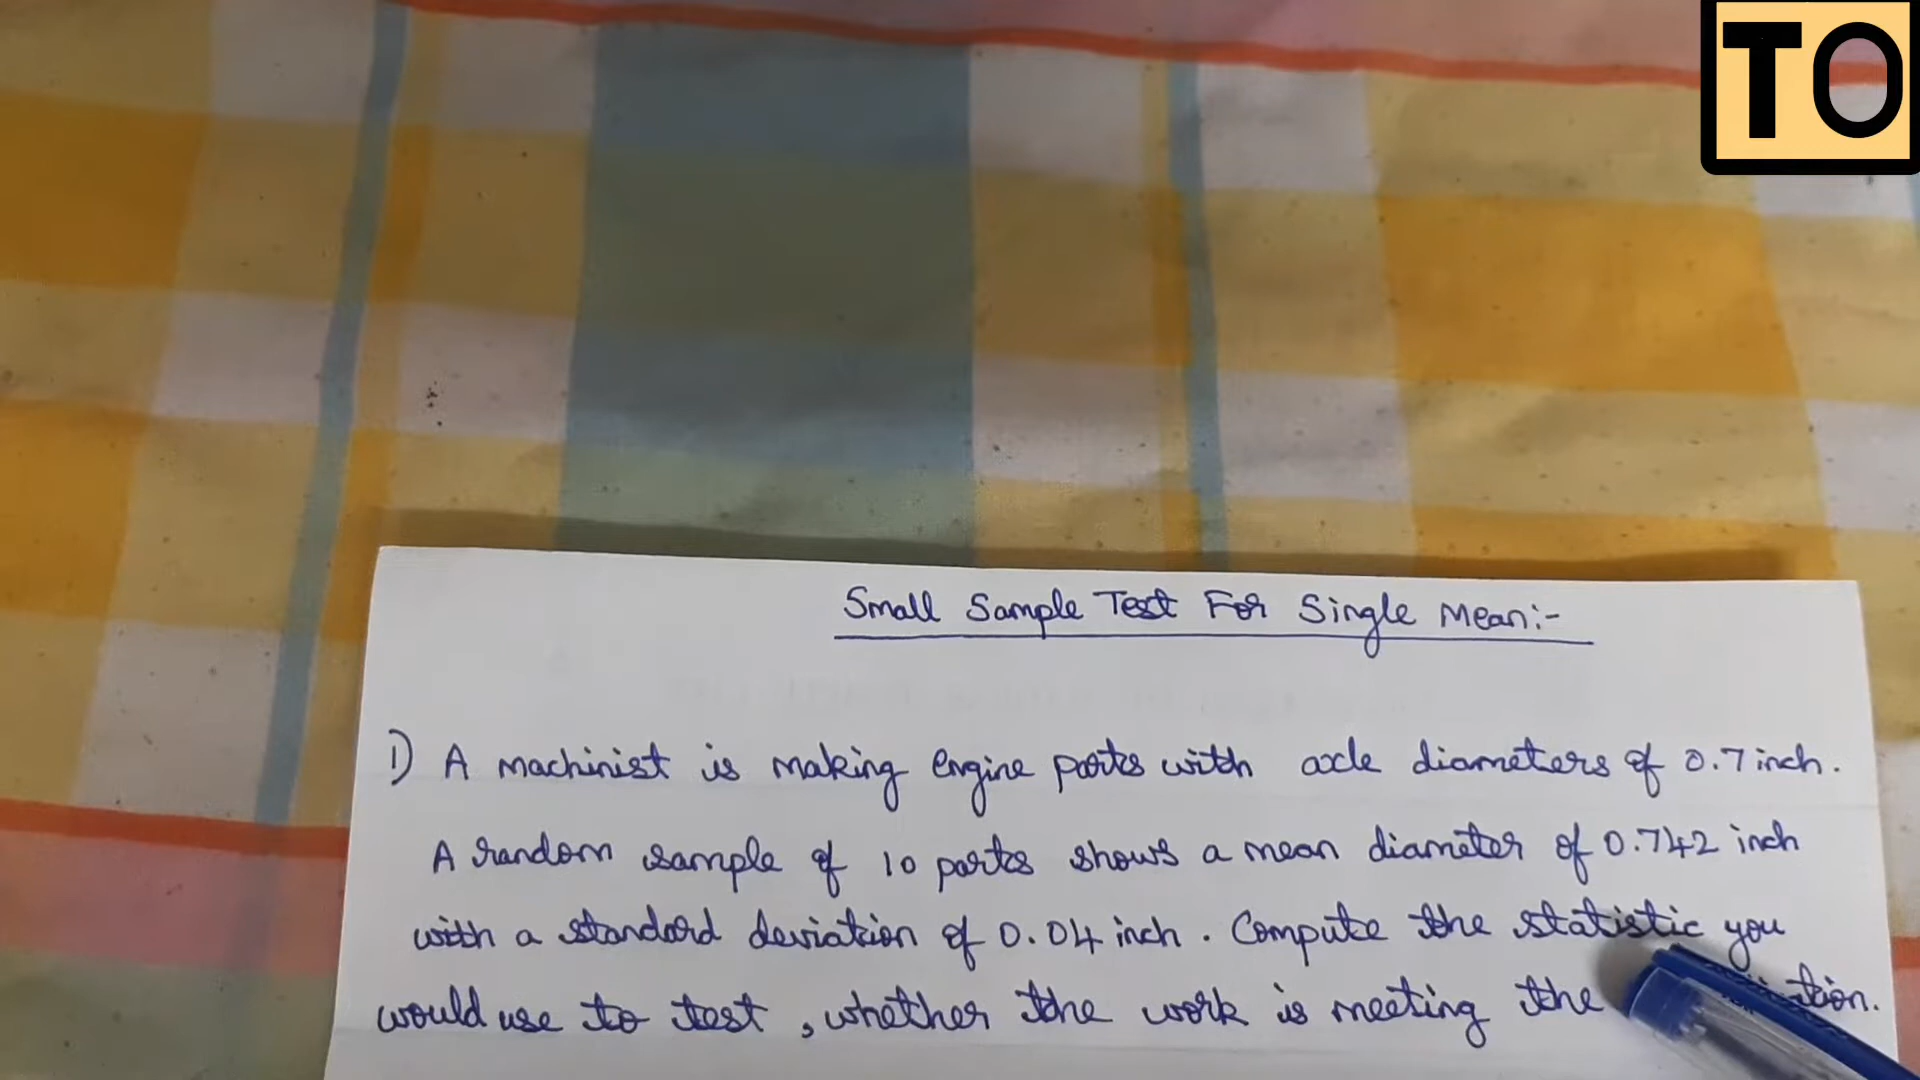 TO
Small Sample Test For Single Mean:-
1) A machinist is making engine parts with axle diameters of 0.7 inch.
A random sample of 10 parts shows a mean diameter of 0.742 inch
with a standard deviation of 0.04 inch. Compute the statistic you
would use to test, whether the work is meeting the